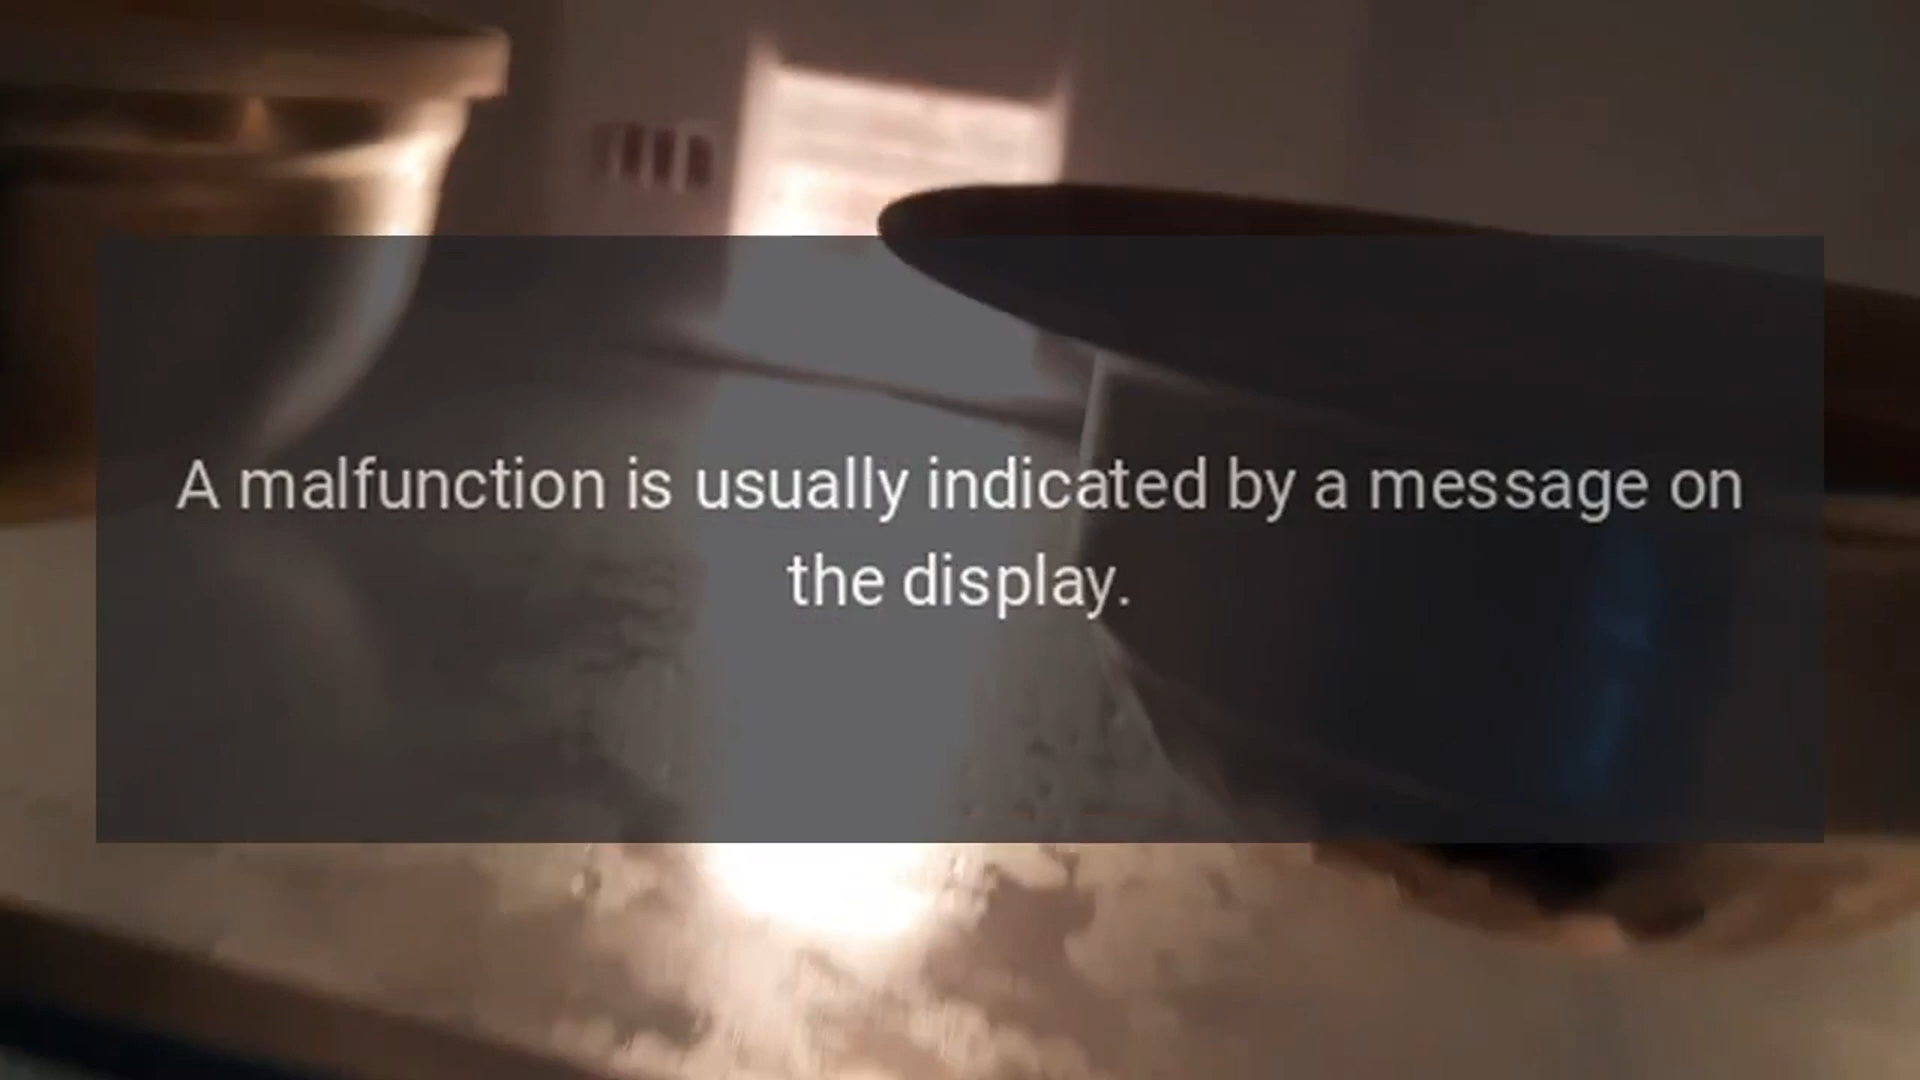 A malfunction is usually indicated by a message on
the display.